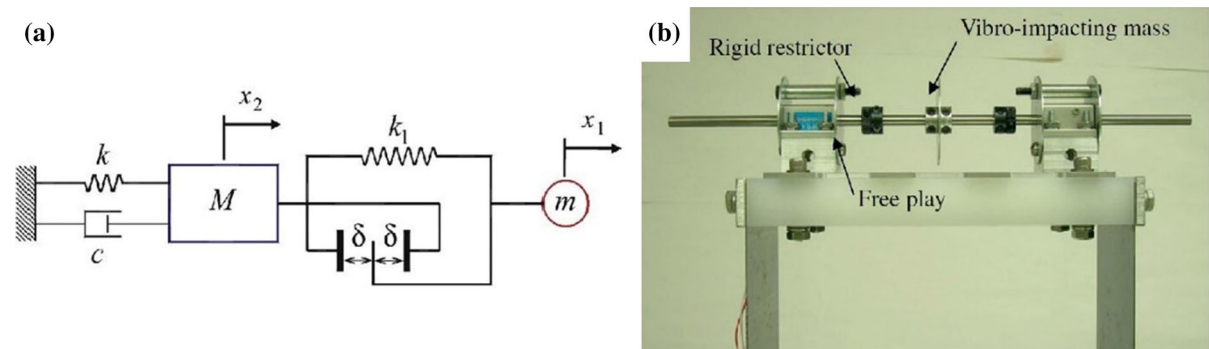 (a)
x₂
k
M
c
k₁
δ
δ
x₁
m
(b)
Vibro-impacting mass
Rigid restrictor
Free play